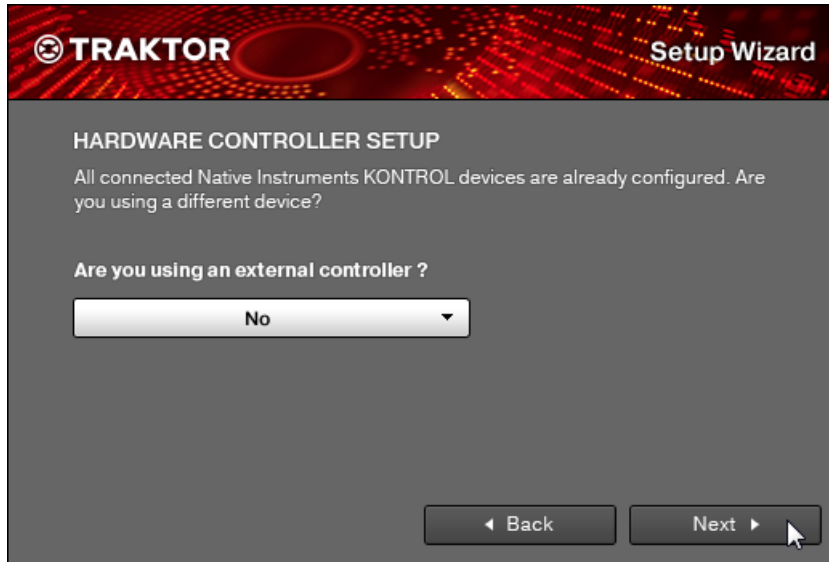 TRAKTOR
Setup Wizard
HARDWARE CONTROLLER SETUP
All connected Native Instruments KONTROL devices are already configured. Are
you using a different device?
Are you using an external controller ?
No
Back
Next